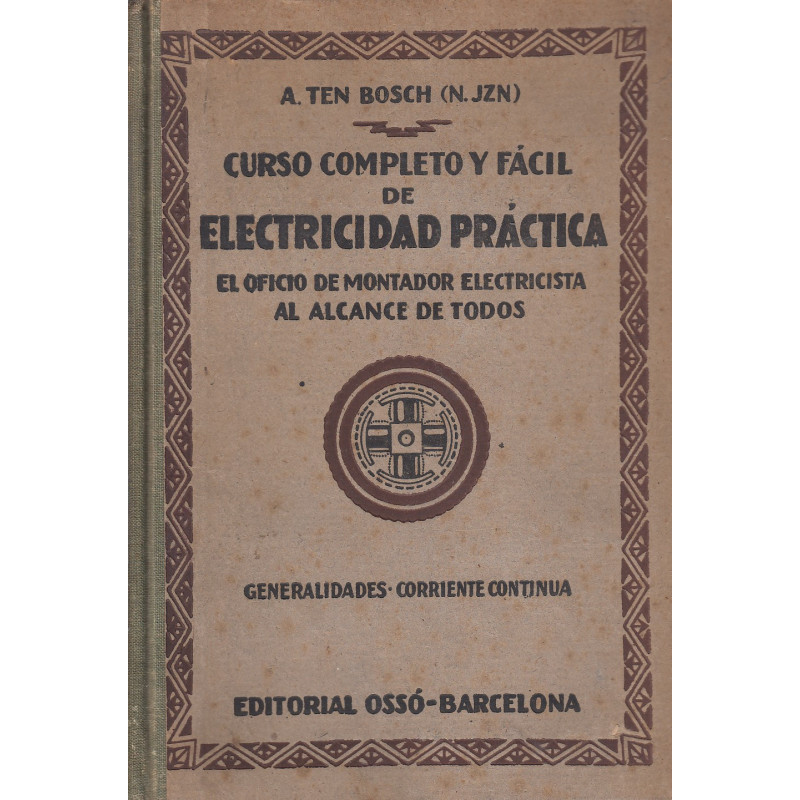 A. TEN BOSCH (N. JZN)
CURSO COMPLETO Y FÁCIL
DE
ELECTRICIDAD PRÁCTICA
EL OFICIO DE MONTADOR ELECTRICISTA
AL ALCANCE DE TODOS
GENERALIDADES · CORRIENTE CONTINUA
EDITORIAL OSSÓ-BARCELONA